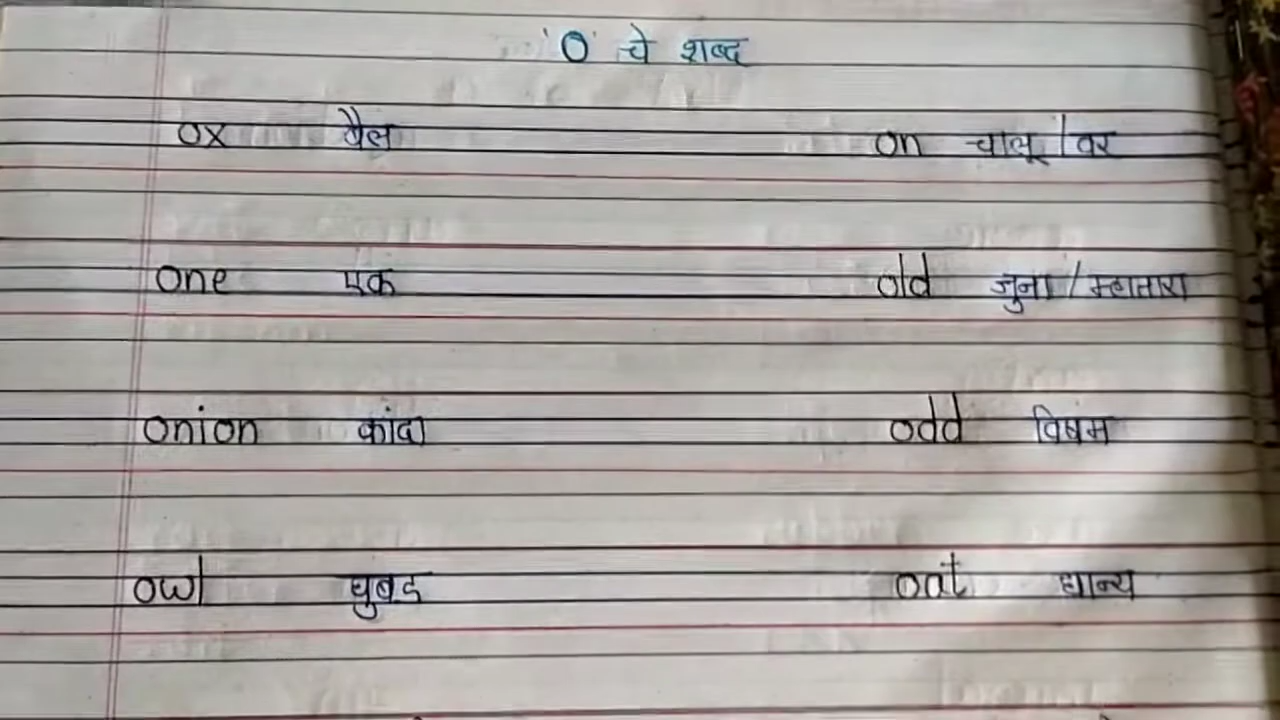 'O' चे शब्द
ox बैल on चालू/वर
one एक old जुना/म्हातारा
onion कांदा odd विषम
owl घुबड oat धान्य